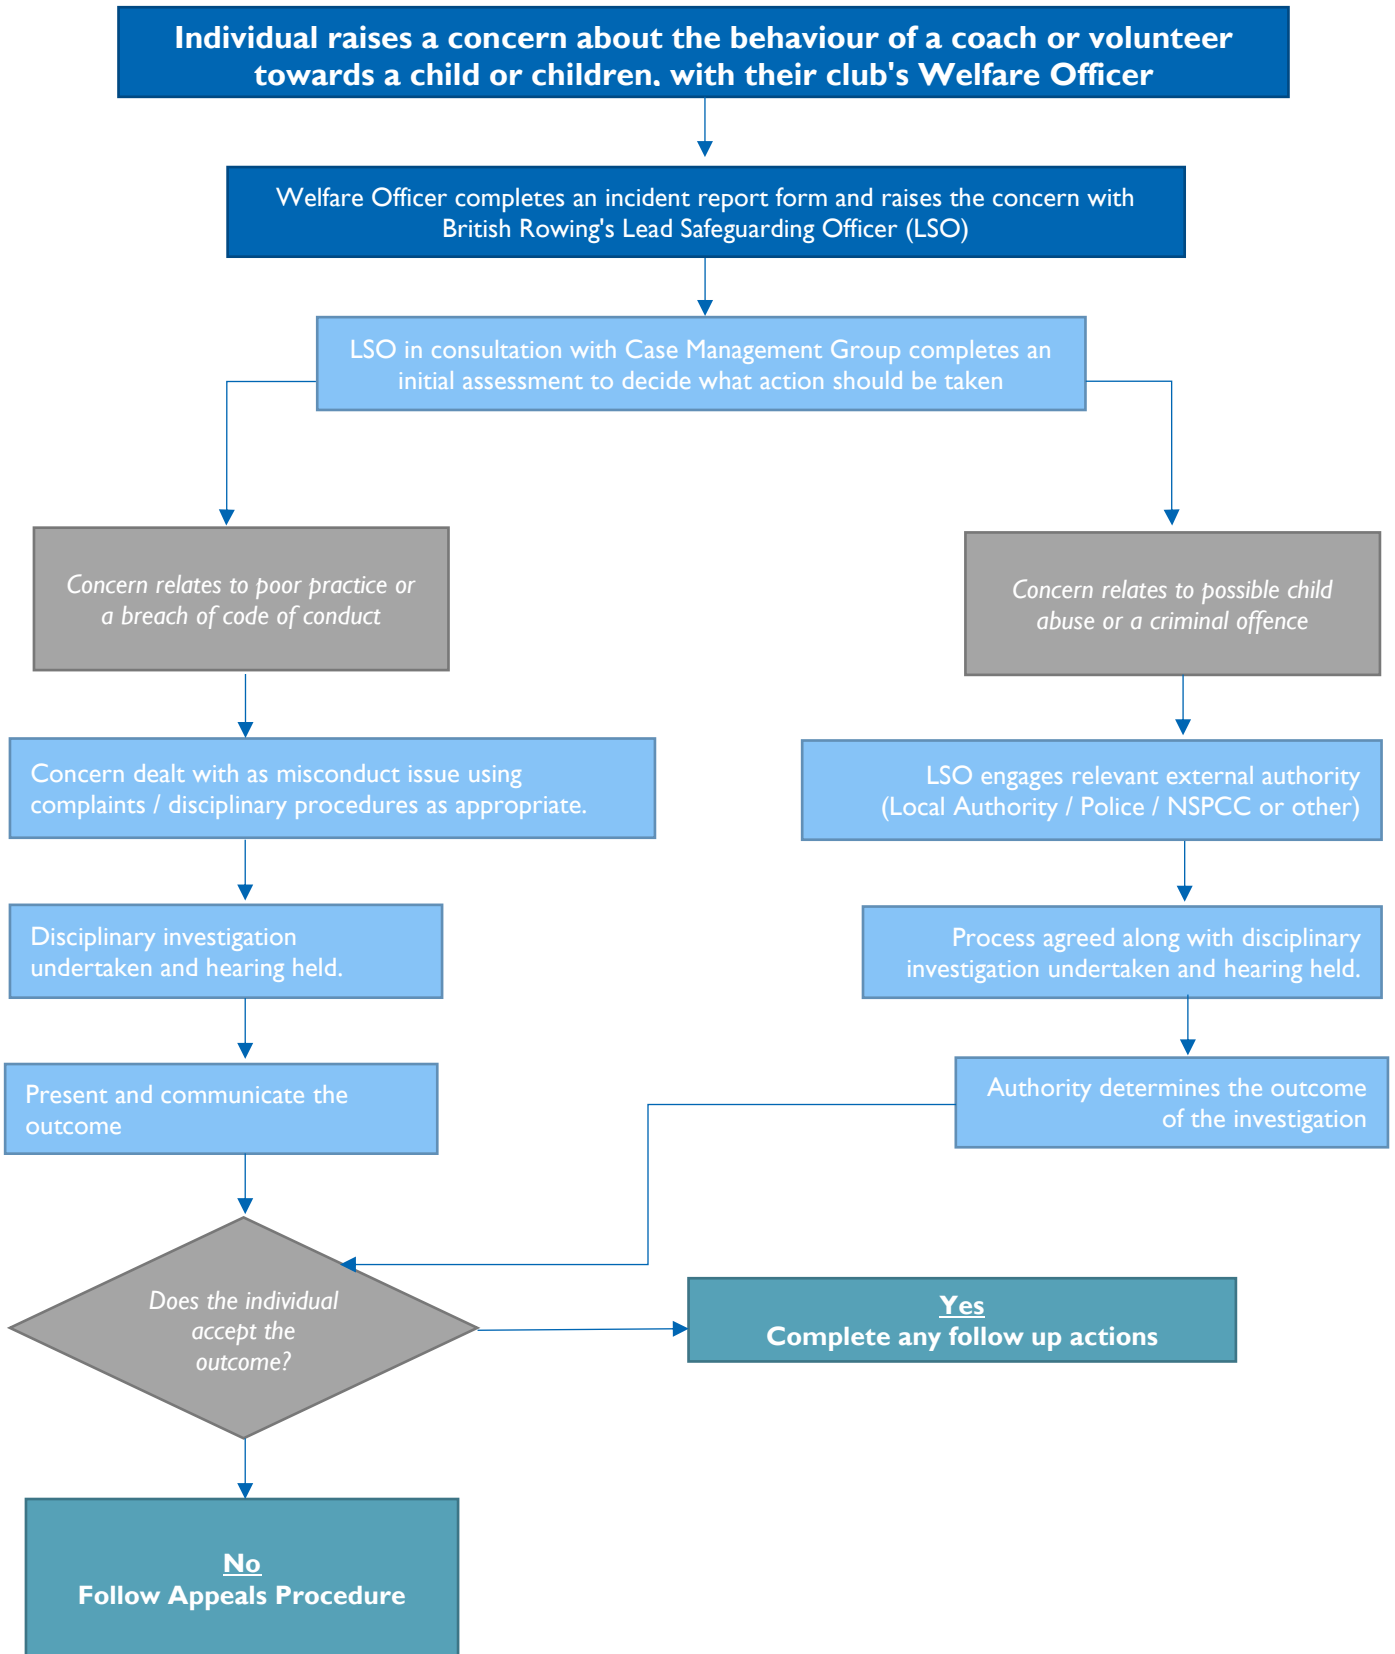 Individual raises a concern about the behaviour of a coach or volunteer
towards a child or children, with their club's Welfare Officer
Welfare Officer completes an incident report form and raises the concern with
British Rowing's Lead Safeguarding Officer (LSO)
LSO in consultation with Case Management Group completes an
initial assessment to decide what action should be taken
Concern relates to poor practice or
a breach of code of conduct
Concern relates to possible child
abuse or a criminal offence
Concern dealt with as misconduct issue using
complaints / disciplinary procedures as appropriate.
LSO engages relevant external authority
(Local Authority / Police / NSPCC or other)
Disciplinary investigation
undertaken and hearing held.
Process agreed along with disciplinary
investigation undertaken and hearing held.
Present and communicate the
outcome
Authority determines the outcome
of the investigation
Does the individual
accept the
outcome?
Yes
Complete any follow up actions
No
Follow Appeals Procedure